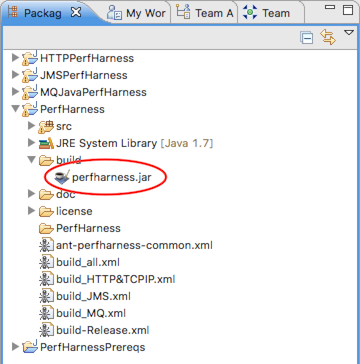 Packag My Wor Team A Team
HTTPPerfHarness
JMSPerfHarness
MQJavaPerfHarness
PerfHarness
src
JRE System Library [Java 1.7]
build
perfharness.jar
doc
license
PerfHarness
ant-perfharness-common.xml
build_all.xml
build_HTTP&TCPIP.xml
build_JMS.xml
build_MQ.xml
build-Release.xml
PerfHarnessPrereqs